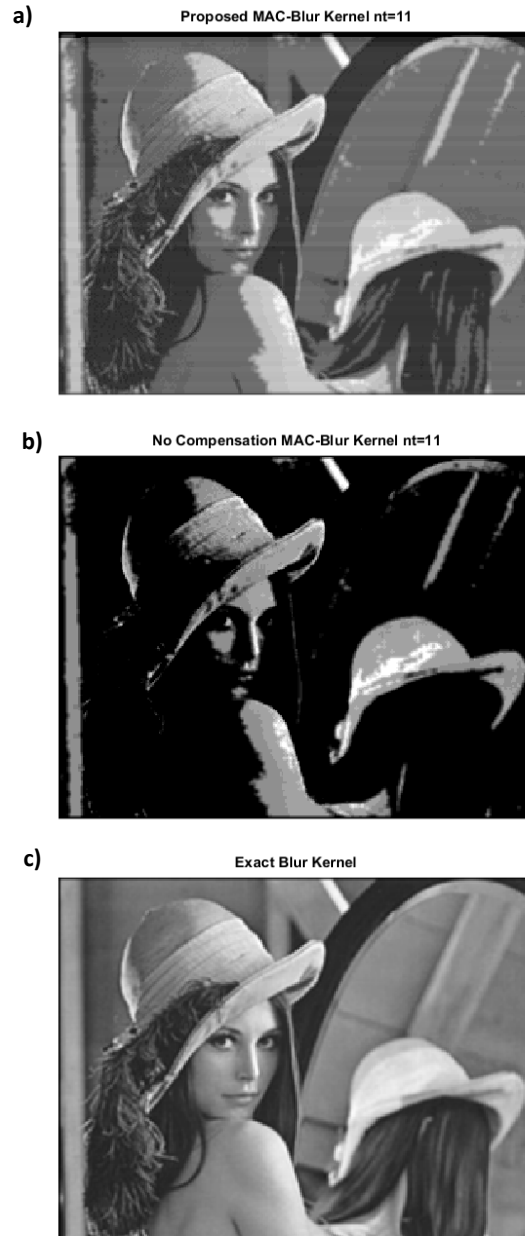 a)
Proposed MAC-Blur Kernel nt=11
b)
No Compensation MAC-Blur Kernel nt=11
c)
Exact Blur Kernel